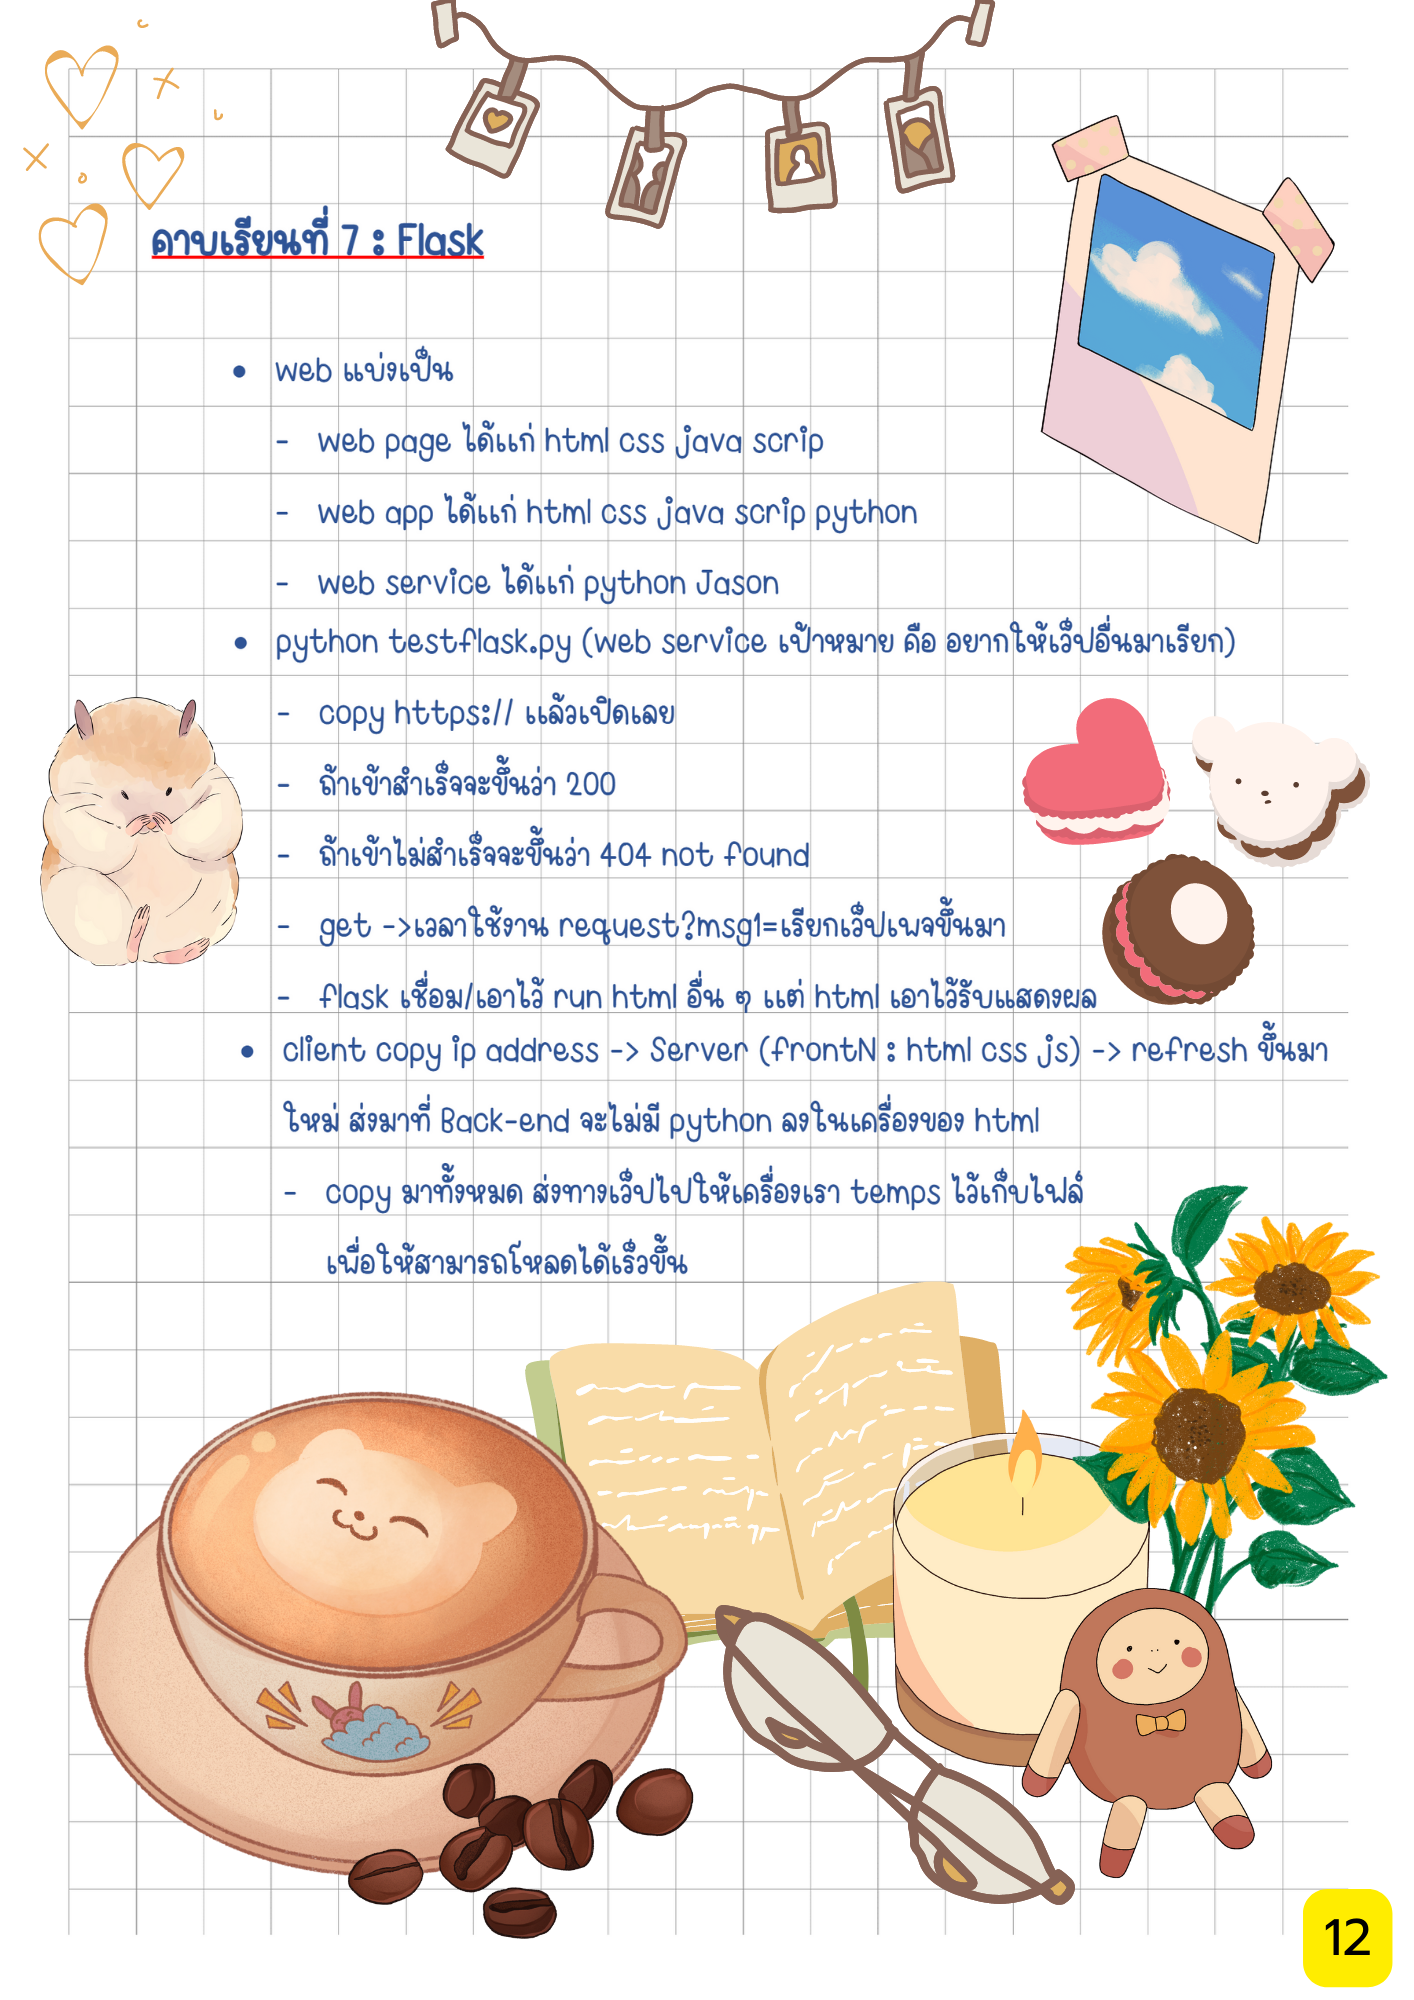 คาบเรียนที่ 7 : Flask
• web แบ่งเป็น
- web page ได้แก่ html css java scrip
- web app ได้แก่ html css java scrip python
- web service ได้แก่ python Jason
• python testflask.py (web service เป้าหมาย คือ อยากให้เว็ปอื่นมาเรียก)
- copy https:// แล้วเปิดเลย
- ถ้าเข้าสำเร็จจะขึ้นว่า 200
- ถ้าเข้าไม่สำเร็จจะขึ้นว่า 404 not found
- get ->เวลาใช้งาน request?msg1=เรียกเว็ปเพจขึ้นมา
- flask เชื่อม/เอาไว้ run html อื่น ๆ แต่ html เอาไว้รับแสดงผล
• client copy ip address -> Server (frontN : html css js) -> refresh ขึ้นมา
ใหม่ ส่งมาที่ Back-end จะไม่มี python ลงในเครื่องของ html
- copy มาทั้งหมด ส่งทางเว็ปไปให้เครื่องเรา temps ไว้เก็บไฟล์
เพื่อให้สามารถโหลดได้เร็วขึ้น
12